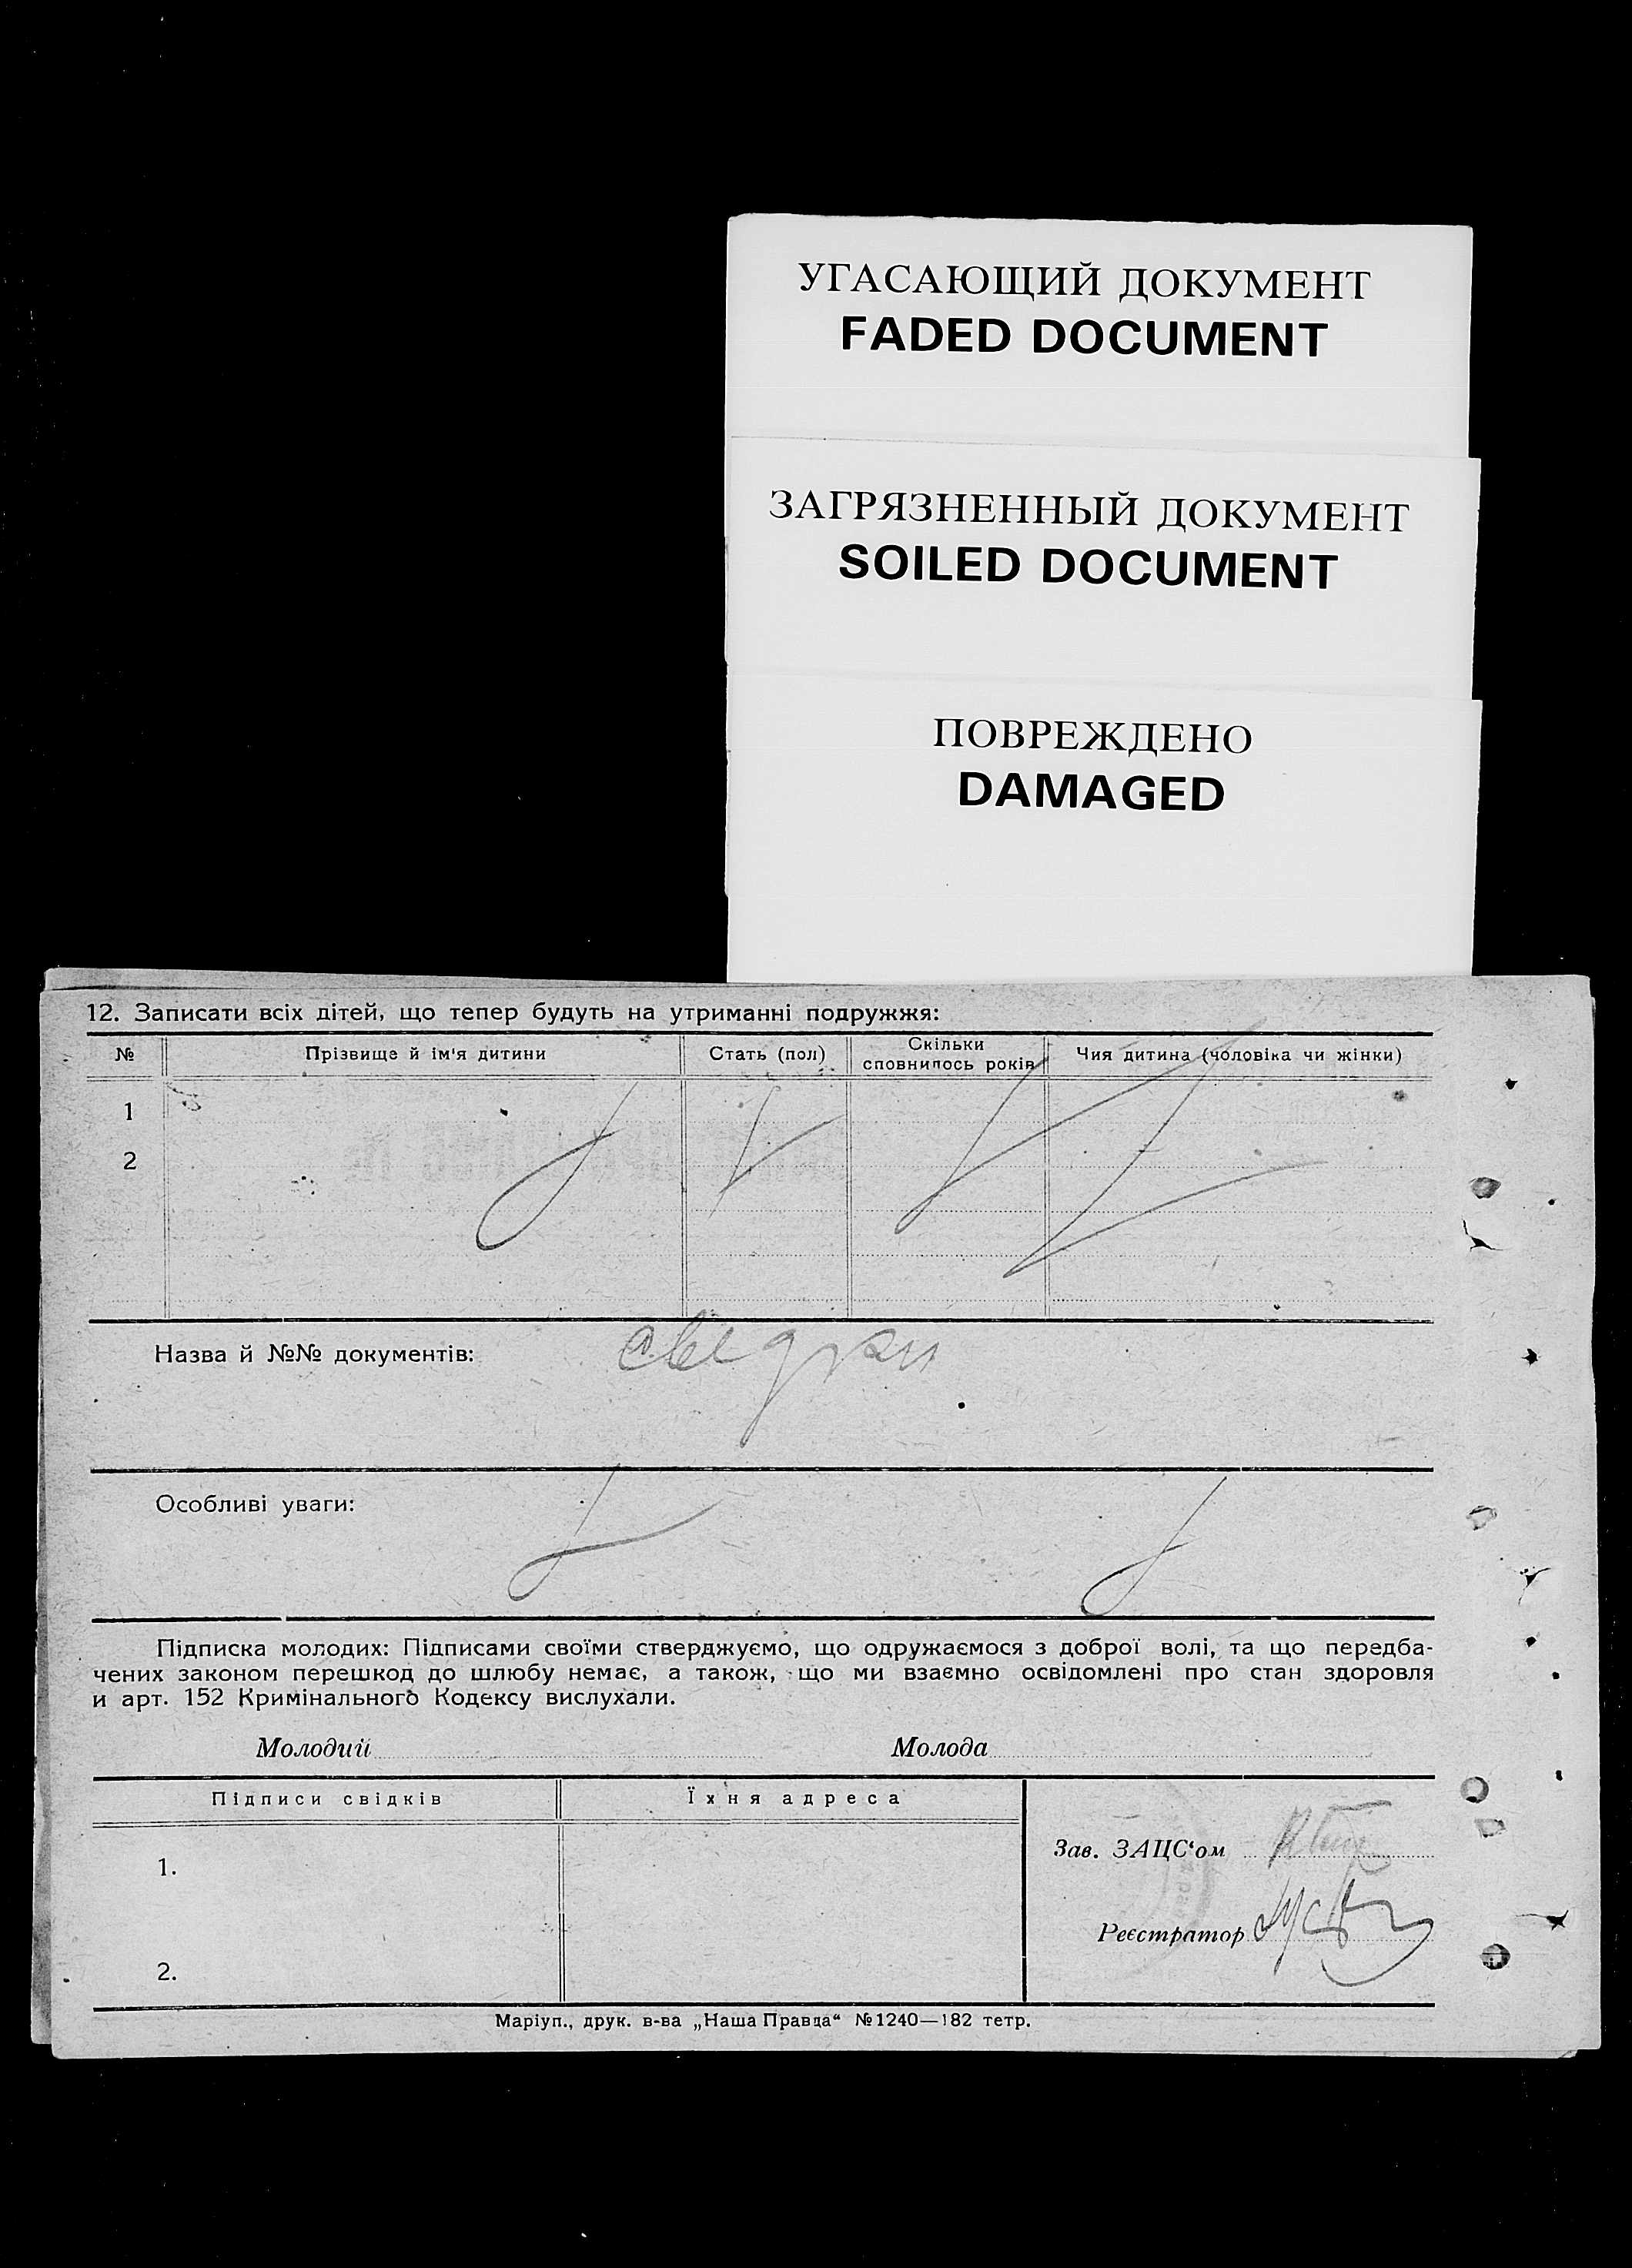 УГАСАЮЩИЙ ДОКУМЕНТ
FADED DOCUMENT
ЗАГРЯЗНЕННЫЙ ДОКУМЕНТ
SOILED DOCUMENT
ПОВРЕЖДЕНО
DAMAGED
12. Записати всіх дітей, що тепер будуть на утриманні подружжя:
№ Прізвище й ім'я дитини Стать (пол) Скільки сповнилось років Чия дитина (чоловіка чи жінки)
1
2
Назва й №№ документів:
Особливі уваги:
Підписка молодих: Підписами своїми стверджуємо, що одружаємося з доброї волі, та що передба-
чених законом перешкод до шлюбу немає, а також, що ми взаємно освідомлені про стан здоровля
и арт. 152 Кримінального Кодексу вислухали.
Молодий Молода
Підписи свідків Їхня адреса
Зав. ЗАЦС‘ом
1.
Реєстратор
2.
Маріуп., друк. в-ва „Наша Правда“ №1240—182 тетр.